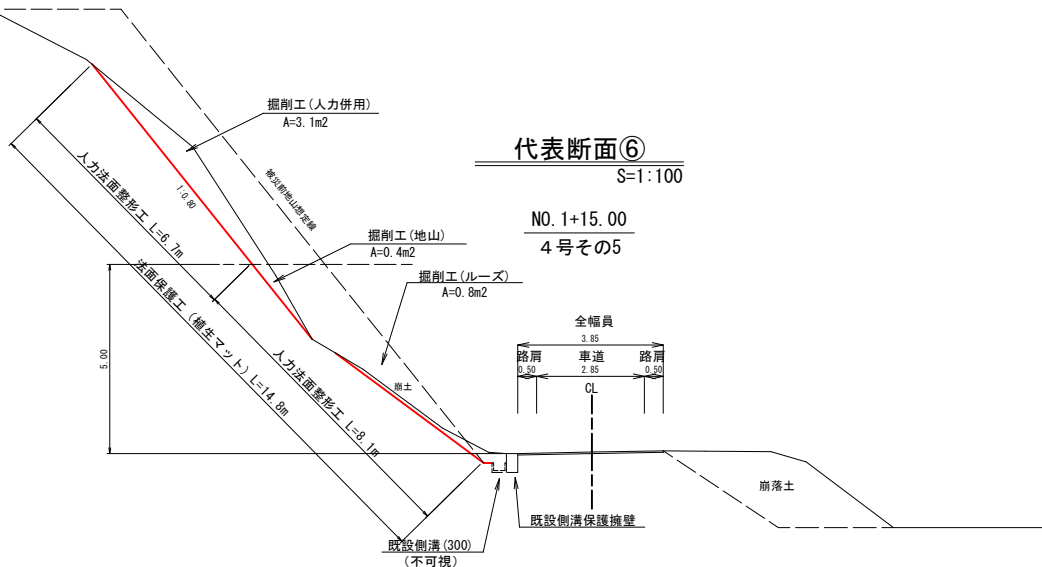 掘削工(人力併用)
A=3.1m2
代表断面⑥
S=1:100
人力法面整形工 L=6.7m
1:0.80
被災前地山想定線
NO.1+15.00
4号その5
掘削工(地山)
A=0.4m2
掘削工(ルーズ)
A=0.8m2
法面保護工(植生マット)L=14.8m
全幅員
3.85
路肩 車道 路肩
0.50 2.85 0.50
CL
5.00
人力法面整形工 L=8.1m
崩土
崩落土
既設側溝保護擁壁
既設側溝(300)
(不可視)